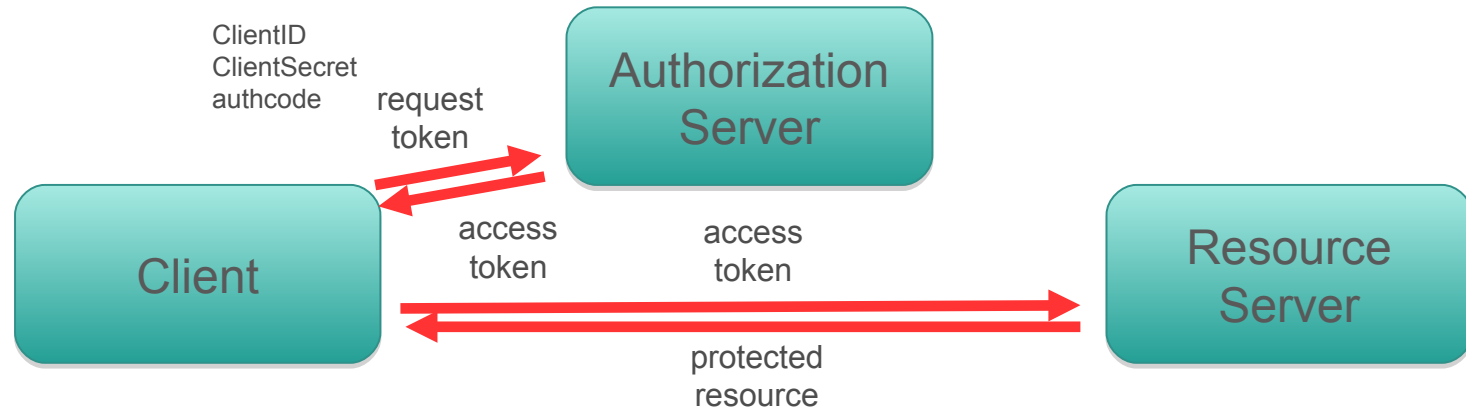 ClientID
ClientSecret
authcode
request
token
Authorization
Server
Client
access
token
access
token
Resource
Server
protected
resource